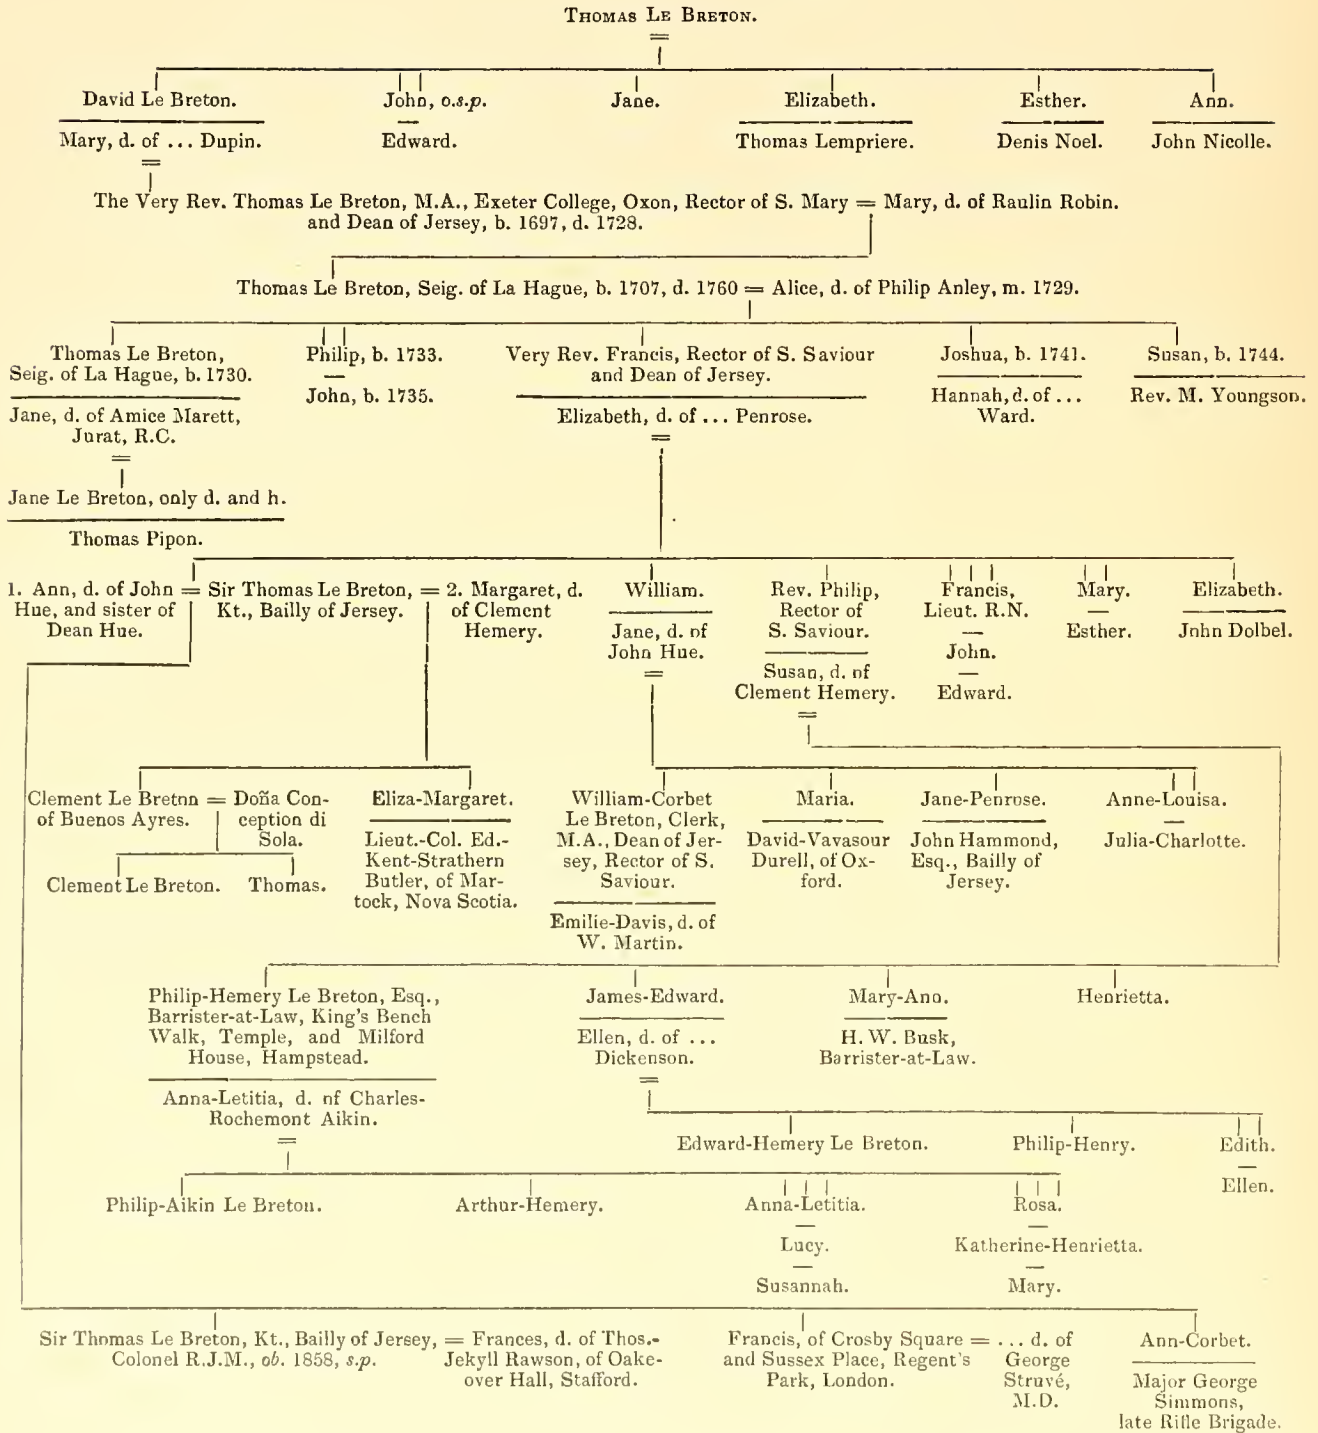 THOMAS LE BRETON.
=
David Le Breton.
Mary, d. of ... Dupin.
=
John, o.s.p.
—
Edward.
Jane.
Elizabeth.
Thomas Lempriere.
Esther.
Denis Noel.
Ann.
John Nicolle.
The Very Rev. Thomas Le Breton, M.A., Exeter College, Oxon, Rector of S. Mary = Mary, d. of Raulin Robin.
and Dean of Jersey, b. 1697, d. 1728.
Thomas Le Breton, Seig. of La Hague, b. 1707, d. 1760 = Alice, d. of Philip Anley, m. 1729.
Thomas Le Breton,
Seig. of La Hague, b. 1730.
Jane, d. of Amice Marett,
Jurat, R.C.
=
Jane Le Breton, only d. and h.
Thomas Pipon.
Philip, b. 1733.
—
John, b. 1735.
Very Rev. Francis, Rector of S. Saviour
and Dean of Jersey.
Elizabeth, d. of ... Penrose.
=
Joshua, b. 1741.
Hannah, d. of ...
Ward.
Susan, b. 1744.
Rev. M. Youngson.
1. Ann, d. of John = Sir Thomas Le Breton, = 2. Margaret, d.
Hue, and sister of Kt., Bailly of Jersey. of Clement
Dean Hue. Hemery.
William.
Jane, d. of
John Hue.
=
Rev. Philip,
Rector of
S. Saviour.
Susan, d. of
Clement Hemery.
=
Francis,
Lieut. R.N.
—
John.
—
Edward.
Mary.
—
Esther.
Elizabeth.
John Dolbel.
Clement Le Breton = Doña Con-
of Buenos Ayres. ception di
Sola.
Clement Le Breton.
Thomas.
Eliza-Margaret.
Lieut.-Col. Ed.-
Kent-Strathern
Butler, of Mar-
tock, Nova Scotia.
William-Corbet
Le Breton, Clerk,
M.A., Dean of Jer-
sey, Rector of S.
Saviour.
Emilie-Davis, d. of
W. Martin.
Maria.
David-Vavasour
Durell, of Ox-
ford.
Jane-Penrose.
John Hammond,
Esq., Bailly of
Jersey.
Anne-Louisa.
—
Julia-Charlotte.
Philip-Hemery Le Breton, Esq.,
Barrister-at-Law, King's Bench
Walk, Temple, and Milford
House, Hampstead.
Anna-Letitia, d. of Charles-
Rochemont Aikin.
=
James-Edward.
Ellen, d. of ...
Dickenson.
=
Mary-Ann.
H. W. Busk,
Barrister-at-Law.
Henrietta.
Edward-Hemery Le Breton.
Philip-Henry.
Edith.
—
Ellen.
Philip-Aikin Le Breton.
Arthur-Hemery.
Anna-Letitia.
—
Lucy.
—
Susannah.
Rosa.
—
Katherine-Henrietta.
—
Mary.
Sir Thomas Le Breton, Kt., Bailly of Jersey, = Frances, d. of Thos.-
Colonel R.J.M., ob. 1858, s.p. Jekyll Rawson, of Oake-
over Hall, Stafford.
Francis, of Crosby Square = ... d. of
and Sussex Place, Regent's George
Park, London. Struvé,
M.D.
Ann-Corbet.
Major George
Simmons,
late Rifle Brigade.